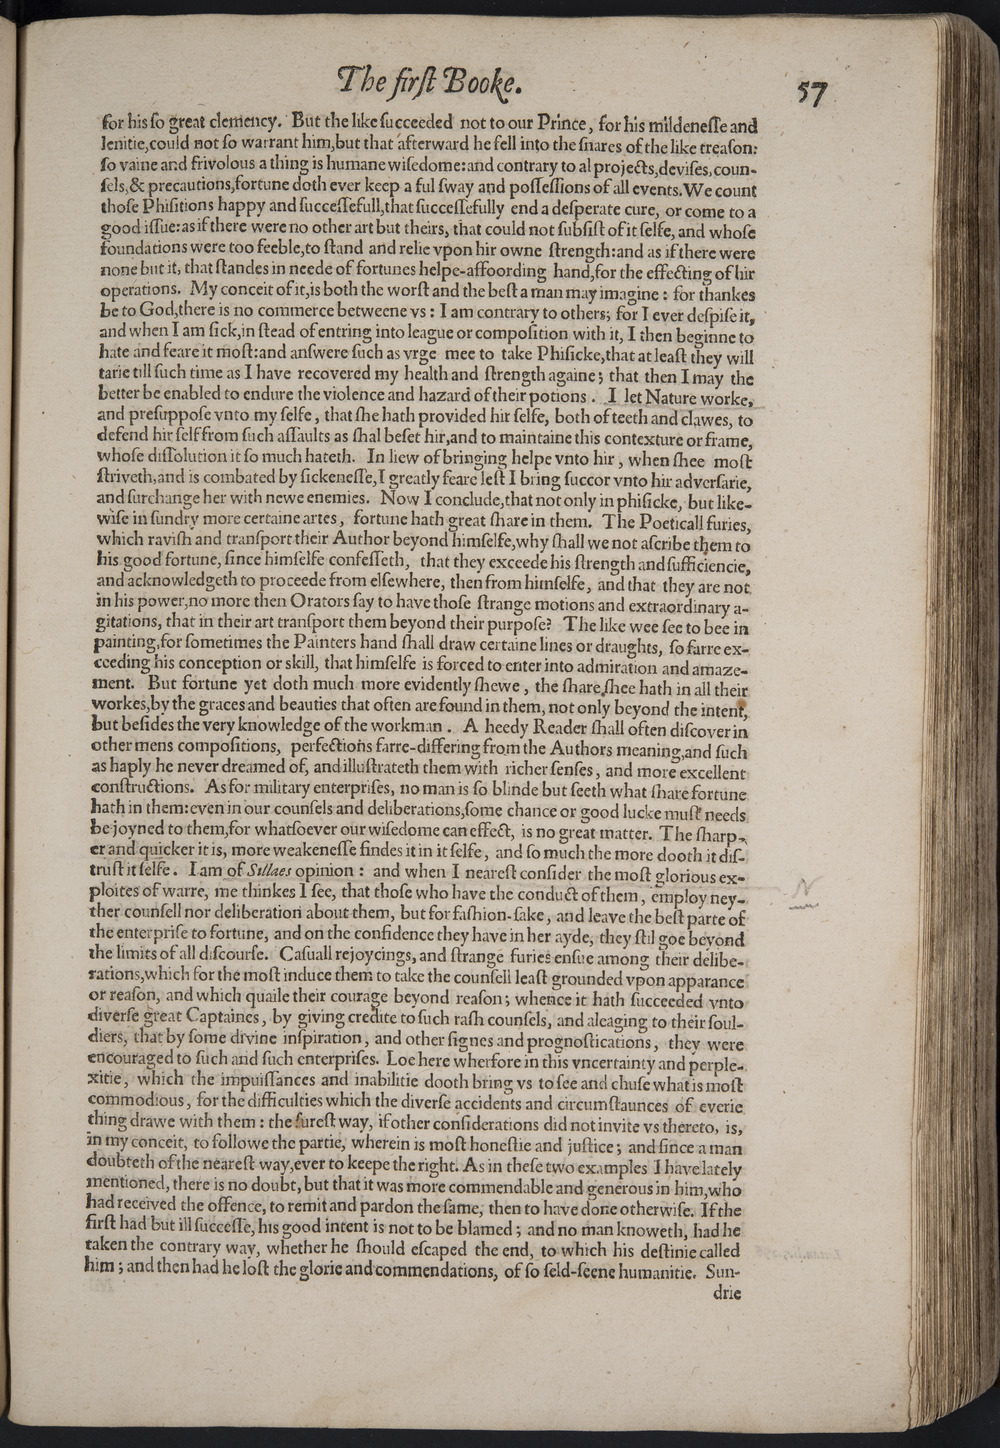 The firſt Booke.
57
for his ſo great clemency. But the like ſucceeded not to our Prince, for his mildeneſſe and
lenitie,could not ſo warrant him,but that afterward he fell into the ſnares of the like treaſon:
ſo vaine and frivolous a thing is humane wiſedome:and contrary to al projects,deviſes,coun-
ſels,& precautions,fortune doth ever keep a ful ſway and poſſeſſions of all events.We count
thoſe Phiſitions happy and ſucceſſefull,that ſucceſſefully end a deſperate cure, or come to a
good iſſue:as if there were no other art but theirs, that could not ſubſiſt of it ſelfe, and whoſe
foundations were too feeble,to ſtand and relie vpon hir owne ſtrength:and as if there were
none but it, that ſtandes in neede of fortunes helpe-affoording hand,for the effecting of hir
operations. My conceit of it,is both the worſt and the beſt a man may imagine : for thankes
be to God,there is no commerce betweene vs : I am contrary to others; for I ever deſpiſe it,
and when I am ſick,in ſtead of entring into league or compoſition with it, I then beginne to
hate and feare it moſt:and anſwere ſuch as vrge mee to take Phiſicke,that at leaſt they will
tarie till ſuch time as I have recovered my health and ſtrength againe; that then I may the
better be enabled to endure the violence and hazard of their potions . I let Nature worke,
and preſuppoſe vnto my ſelfe , that ſhe hath provided hir ſelfe, both of teeth and clawes, to
defend hir ſelf from ſuch aſſaults as ſhal beſet hir,and to maintaine this contexture or frame,
whoſe diſſolution it ſo much hateth. In liew of bringing helpe vnto hir , when ſhee moſt
ſtriveth,and is combated by ſickeneſſe,I greatly feare leſt I bring ſuccor vnto hir adverſarie,
and ſurchange her with newe enemies. Now I conclude,that not only in phiſicke, but like-
wiſe in ſundry more certaine artes , fortune hath great ſhare in them. The Poeticall furies,
which raviſh and tranſport their Author beyond himſelfe,why ſhall we not aſcribe them to
his good fortune, ſince himſelfe confeſſeth, that they exceede his ſtrength and ſufficiencie,
and acknowledgeth to proceede from elſewhere, then from himſelfe, and that they are not
in his power,no more then Orators ſay to have thoſe ſtrange motions and extraordinary a-
gitations, that in their art tranſport them beyond their purpoſe? The like wee ſee to bee in
painting,for ſometimes the Painters hand ſhall draw certaine lines or draughts, ſo farre ex-
ceeding his conception or skill, that himſelfe is forced to enter into admiration and amaze-
ment. But fortune yet doth much more evidently ſhewe , the ſhare ſhee hath in all their
workes,by the graces and beauties that often are found in them, not only beyond the intent,
but beſides the very knowledge of the workman . A heedy Reader ſhall often diſcover in
other mens compoſitions, perfections farre-differing from the Authors meaning,and ſuch
as haply he never dreamed of, and illuſtrateth them with richer ſenſes , and more excellent
conſtructions. As for military enterpriſes, no man is ſo blinde but ſeeth what ſhare fortune
hath in them:even in our counſels and deliberations,ſome chance or good lucke muſt needs
be joyned to them,for whatſoever our wiſedome can effect, is no great matter. The ſharp-
er and quicker it is, more weakeneſſe findes it in it ſelfe , and ſo much the more dooth it diſ-
truſt it ſelfe . I am of Sillaes opinion : and when I neareſt conſider the moſt glorious ex-
ploites of warre, me thinkes I ſee, that thoſe who have the conduct of them , employ ney-
ther counſell nor deliberation about them, but for faſhion-ſake, and leave the beſt parte of
the enterpriſe to fortune, and on the confidence they have in her ayde, they ſtil goe beyond
the limits of all diſcourſe. Caſuall rejoycings, and ſtrange furies enſue among their delibe-
rations,which for the moſt induce them to take the counſell leaſt grounded vpon apparance
or reaſon, and which quaile their courage beyond reaſon; whence it hath ſucceeded vnto
diverſe great Captaines , by giving credite to ſuch raſh counſels, and aleaging to their ſoul-
diers, that by ſome divine inſpiration, and other ſignes and prognoſtications, they were
encouraged to ſuch and ſuch enterpriſes. Loe here wherfore in this vncertainty and perple-
xitie, which the impuiſſances and inabilitie dooth bring vs to ſee and chuſe what is moſt
commodious, for the difficulties which the diverſe accidents and circumſtaunces of everie
thing drawe with them : the ſureſt way, if other conſiderations did not invite vs thereto, is,
in my conceit, to followe the partie, wherein is moſt honeſtie and juſtice; and ſince a man
doubteth of the neareſt way,ever to keepe the right. As in theſe two examples I have lately
mentioned, there is no doubt, but that it was more commendable and generous in him,who
had received the offence, to remit and pardon the ſame, then to have done otherwiſe. If the
firſt had but ill ſucceſſe, his good intent is not to be blamed ; and no man knoweth, had he
taken the contrary way, whether he ſhould eſcaped the end, to which his deſtinie called
him ; and then had he loſt the glorie and commendations, of ſo ſeld-ſeene humanitie. Sun-
drie